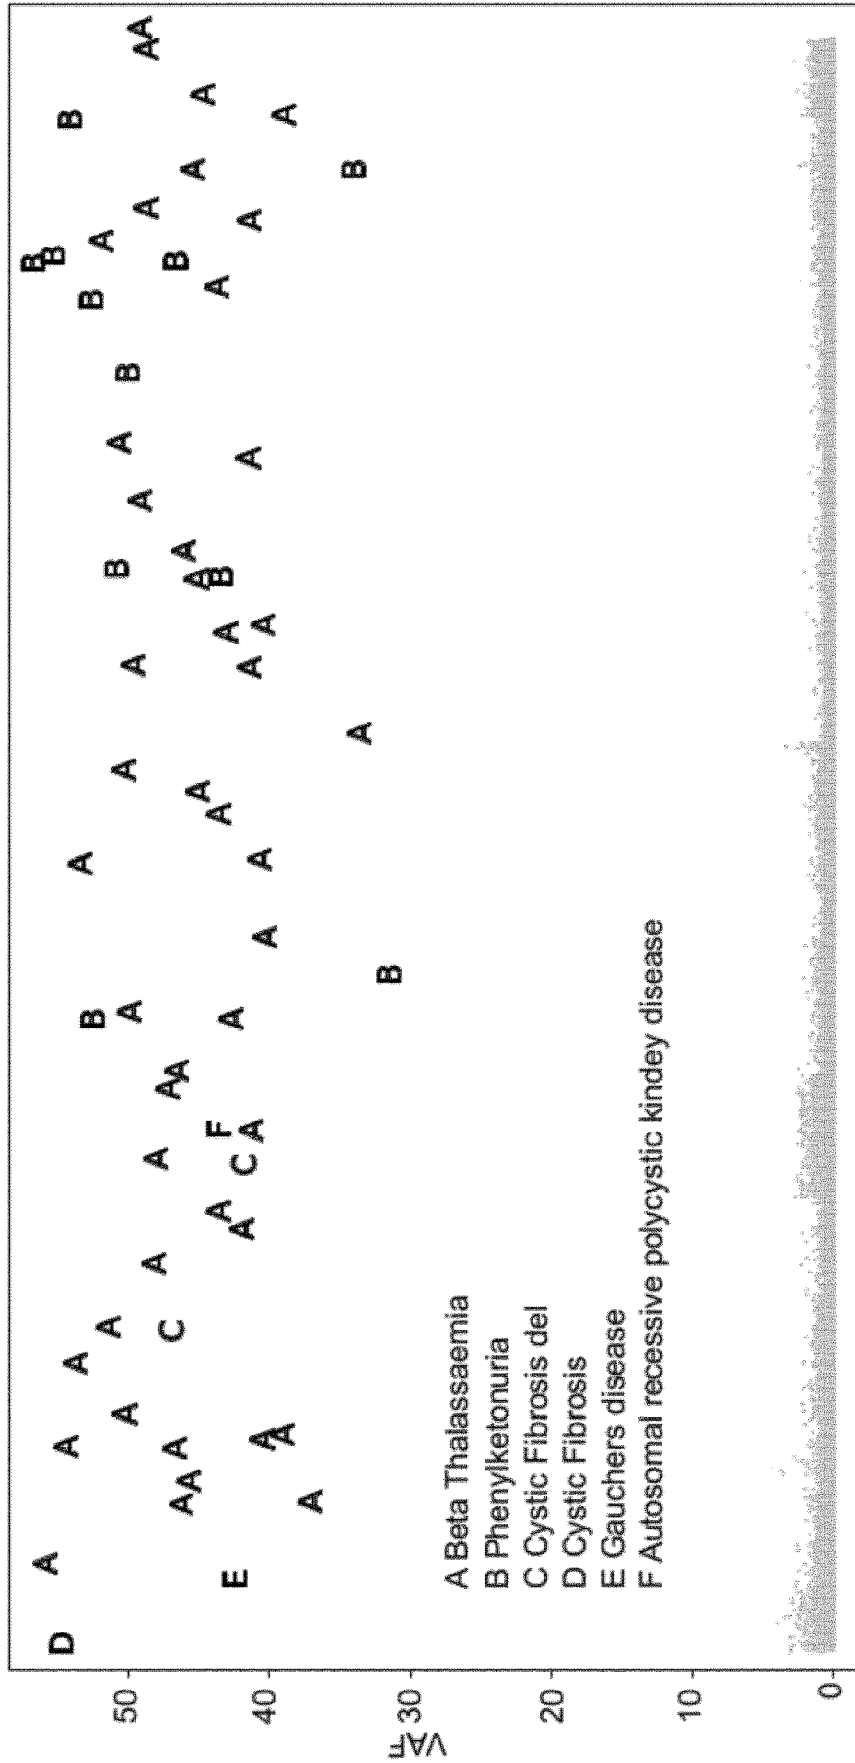 VAF
50
40
30
20
10
0
D E A A A A A A A A A A C A A A A C A A F A A B A A B A A A A A A A A A A A A B B A A A A B B A B B B A A A A B B A A A A
A Beta Thalassaemia
B Phenylketonuria
C Cystic Fibrosis del
D Cystic Fibrosis
E Gauchers disease
F Autosomal recessive polycystic kindey disease